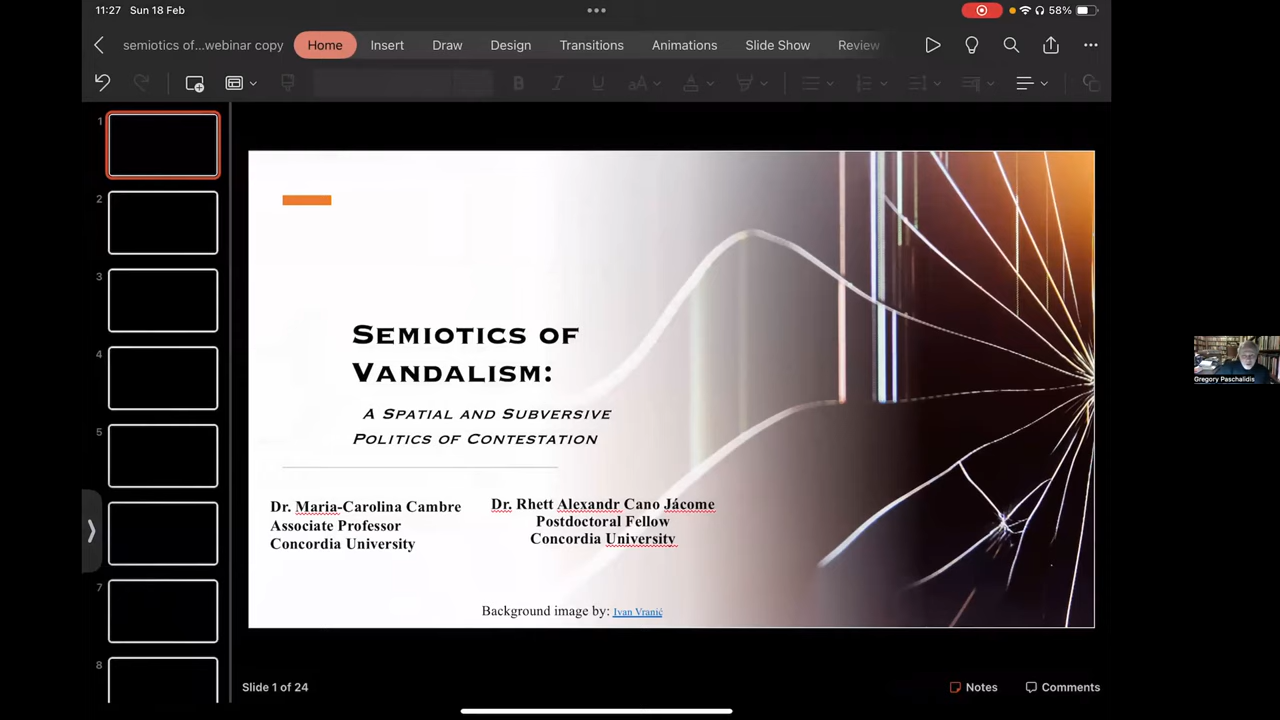 11:27 Sun 18 Feb
58%
semiotics of...webinar copy Home Insert Draw Design Transitions Animations Slide Show Review
B I U aA A
1
2
3
4
5
7
8
SEMIOTICS OF
VANDALISM:
A SPATIAL AND SUBVERSIVE
POLITICS OF CONTESTATION
Dr. Maria-Carolina Cambre
Associate Professor
Concordia University
Dr. Rhett Alexandr Cano Jácome
Postdoctoral Fellow
Concordia University
Background image by: Ivan Vranić
Slide 1 of 24
Notes Comments
Gregory Paschalidis